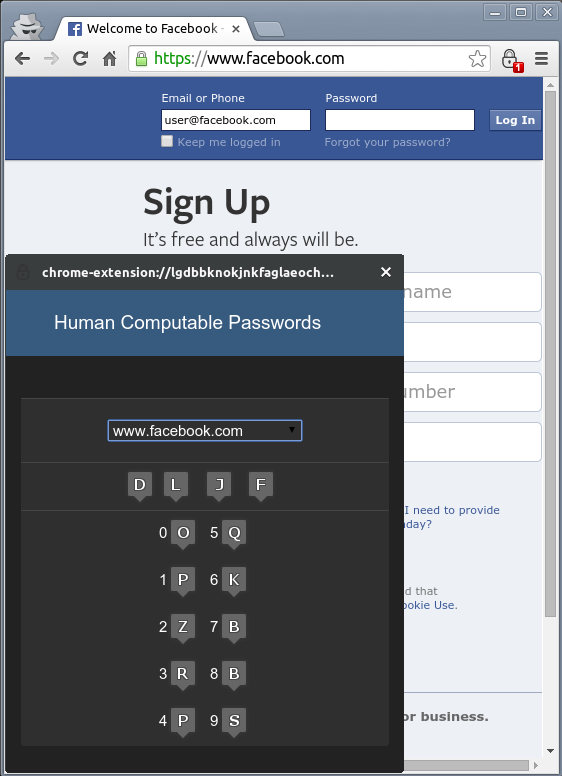 Welcome to Facebook -
https://www.facebook.com
1
Email or Phone Password
user@facebook.com
Log In
Keep me logged in Forgot your password?
Sign Up
It's free and always will be.
chrome-extension://lgdbbknokjnkfaglaeoch...
name
Human Computable Passwords
umber
www.facebook.com
D L J F
I need to provide
day?
0 O 5 Q
1 P 6 K
d that
ookie Use.
2 Z 7 B
3 R 8 B
4 P 9 S
or business.